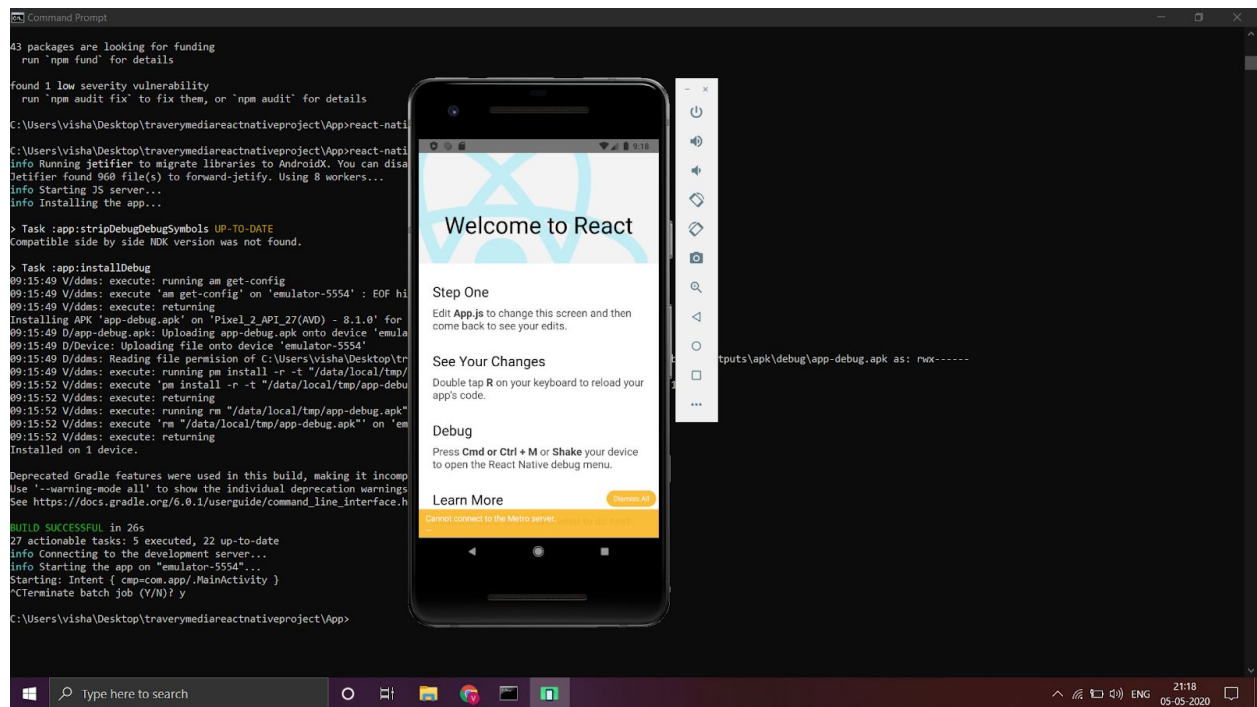 Command Prompt
43 packages are looking for funding
run `npm fund` for details
found 1 low severity vulnerability
run `npm audit fix` to fix them, or `npm audit` for details
C:\Users\visha\Desktop\traverymediareactnativeproject\App>react-nati
C:\Users\visha\Desktop\traverymediareactnativeproject\App>react-nati
info Running jetifier to migrate libraries to AndroidX. You can disa
Jetifier found 960 file(s) to forward-jetify. Using 8 workers...
info Starting JS server...
info Installing the app...
> Task :app:stripDebugDebugSymbols UP-TO-DATE
Compatible side by side NDK version was not found.
> Task :app:installDebug
09:15:49 V/ddms: execute: running am get-config
09:15:49 V/ddms: execute 'am get-config' on 'emulator-5554' : EOF hi
09:15:49 V/ddms: execute: returning
Installing APK 'app-debug.apk' on 'Pixel_2_API_27(AVD) - 8.1.0' for
09:15:49 D/app-debug.apk: Uploading app-debug.apk onto device 'emula
09:15:49 D/Device: Uploading file onto device 'emulator-5554'
09:15:49 D/ddms: Reading file permision of C:\Users\visha\Desktop\tr
tputs\apk\debug\app-debug.apk as: rwx------
09:15:49 V/ddms: execute: running pm install -r -t "/data/local/tmp/
09:15:52 V/ddms: execute 'pm install -r -t "/data/local/tmp/app-debu
09:15:52 V/ddms: execute: returning
09:15:52 V/ddms: execute: running rm "/data/local/tmp/app-debug.apk"
09:15:52 V/ddms: execute 'rm "/data/local/tmp/app-debug.apk"' on 'em
09:15:52 V/ddms: execute: returning
Installed on 1 device.
Deprecated Gradle features were used in this build, making it incomp
Use '--warning-mode all' to show the individual deprecation warnings
See https://docs.gradle.org/6.0.1/userguide/command_line_interface.h
BUILD SUCCESSFUL in 26s
27 actionable tasks: 5 executed, 22 up-to-date
info Connecting to the development server...
info Starting the app on "emulator-5554"...
Starting: Intent { cmp=com.app/.MainActivity }
^CTerminate batch job (Y/N)? y
C:\Users\visha\Desktop\traverymediareactnativeproject\App>
9:18
Welcome to React
Step One
Edit App.js to change this screen and then
come back to see your edits.
See Your Changes
Double tap R on your keyboard to reload your
app's code.
Debug
Press Cmd or Ctrl + M or Shake your device
to open the React Native debug menu.
Learn More
Dismiss All
Cannot connect to the Metro server.
...
Type here to search
ENG
21:18
05-05-2020